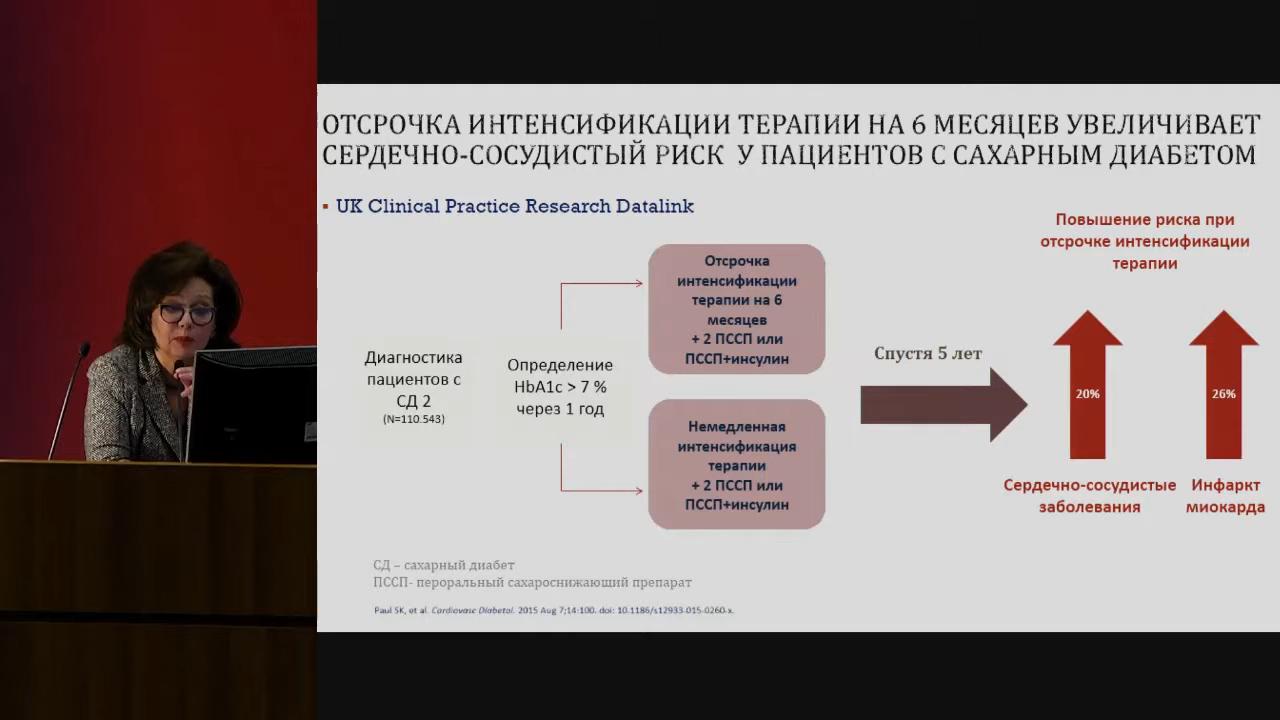 ОТСРОЧКА ИНТЕНСИФИКАЦИИ ТЕРАПИИ НА 6 МЕСЯЦЕВ УВЕЛИЧИВАЕТ
СЕРДЕЧНО-СОСУДИСТЫЙ РИСК У ПАЦИЕНТОВ С САХАРНЫМ ДИАБЕТОМ
▪ UK Clinical Practice Research Datalink
Диагностика
пациентов с
СД 2
(N=110.543)
Определение
HbA1c > 7 %
через 1 год
Отсрочка
интенсификации
терапии на 6
месяцев
+ 2 ПССП или
ПССП+инсулин
Немедленная
интенсификация
терапии
+ 2 ПССП или
ПССП+инсулин
Спустя 5 лет
Повышение риска при
отсрочке интенсификации
терапии
20%
26%
Сердечно-сосудистые
заболевания
Инфаркт
миокарда
СД – сахарный диабет
ПССП- пероральный сахароснижающий препарат
Paul SK, et al. Cardiovasc Diabetol. 2015 Aug 7;14:100. doi: 10.1186/s12933-015-0260-x.